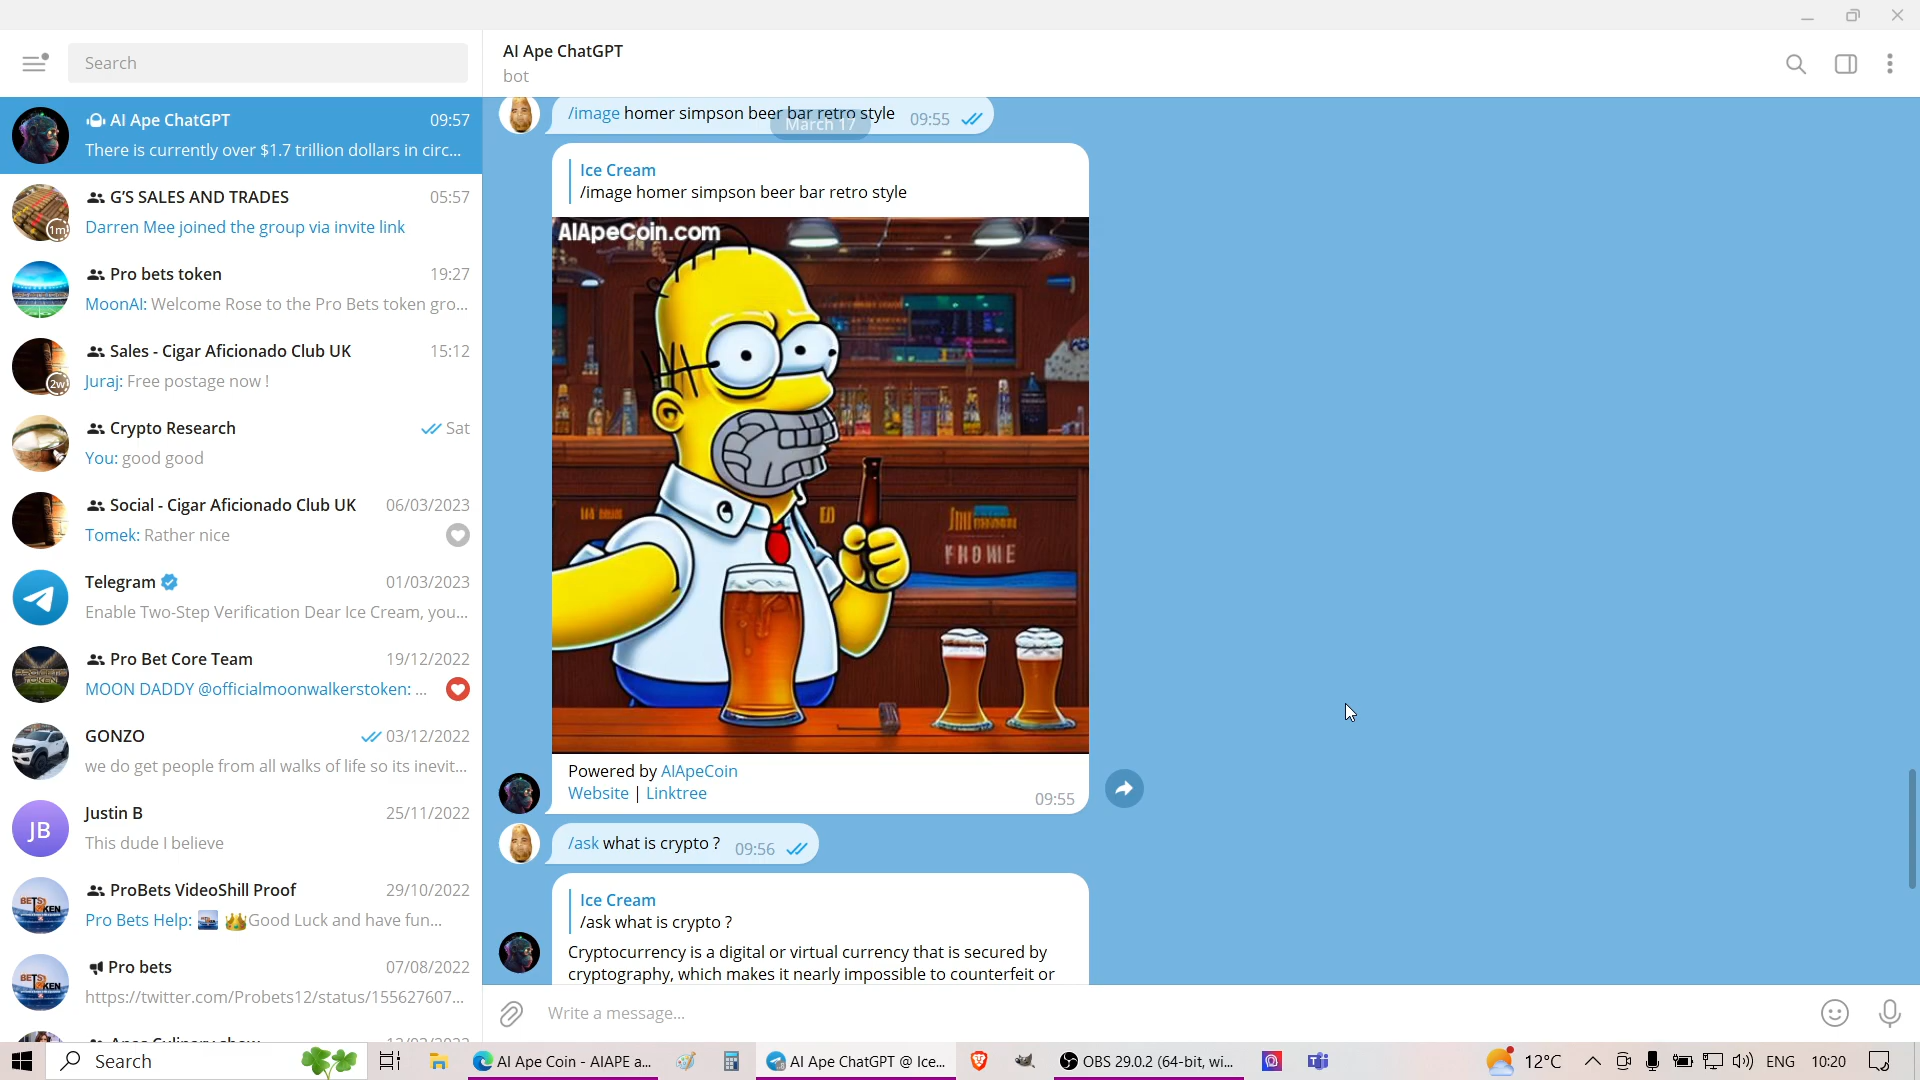 Search
AI Ape ChatGPT
09:57
There is currently over $1.7 trillion dollars in circ...
G'S SALES AND TRADES
05:57
1m
Darren Mee joined the group via invite link
Pro bets token
19:27
MoonAI: Welcome Rose to the Pro Bets token gro...
Sales - Cigar Aficionado Club UK
15:12
2w
Juraj: Free postage now !
Crypto Research
Sat
You: good good
Social - Cigar Aficionado Club UK
06/03/2023
Tomek: Rather nice
Telegram
01/03/2023
Enable Two-Step Verification Dear Ice Cream, you...
Pro Bet Core Team
19/12/2022
MOON DADDY @officialmoonwalkerstoken: ...
GONZO
03/12/2022
we do get people from all walks of life so its inevit...
JB
Justin B
25/11/2022
This dude I believe
ProBets VideoShill Proof
29/10/2022
Pro Bets Help: Good Luck and have fun...
Pro bets
07/08/2022
https://twitter.com/Probets12/status/155627607...
AI Ape ChatGPT
bot
/image homer simpson beer bar retro style 09:55
March 17
Ice Cream
/image homer simpson beer bar retro style
AIApeCoin.com
Powered by AIApeCoin
Website | Linktree
09:55
/ask what is crypto ? 09:56
Ice Cream
/ask what is crypto ?
Cryptocurrency is a digital or virtual currency that is secured by
cryptography, which makes it nearly impossible to counterfeit or
Write a message...
Search
AI Ape Coin - AIAPE a...
AI Ape ChatGPT @ Ice...
OBS 29.0.2 (64-bit, wi...
12°C
ENG
10:20